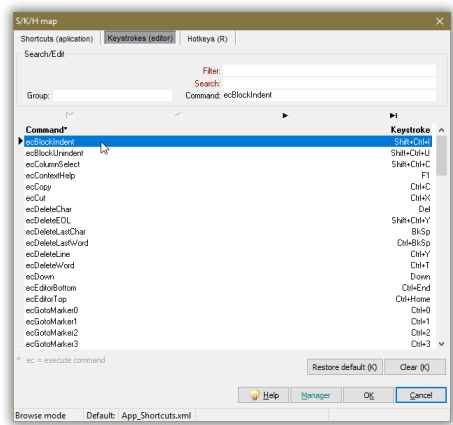 S/K/H map
Shortcuts (aplication) Keystrokes (editor) Hotkeys (R)
Search/Edit
Filter:
Search:
Group: Command: ecBlockIndent
Command* Keystroke
ecBlockIndent Shift+Ctrl+I
ecBlockUnindent Shift+Ctrl+U
ecColumnSelect Shift+Ctrl+C
ecContextHelp F1
ecCopy Ctrl+C
ecCut Ctrl+X
ecDeleteChar Del
ecDeleteEOL Shift+Ctrl+Y
ecDeleteLastChar BkSp
ecDeleteLastWord Ctrl+BkSp
ecDeleteLine Ctrl+Y
ecDeleteWord Ctrl+T
ecDown Down
ecEditorBottom Ctrl+End
ecEditorTop Ctrl+Home
ecGotoMarker0 Ctrl+0
ecGotoMarker1 Ctrl+1
ecGotoMarker2 Ctrl+2
ecGotoMarker3 Ctrl+3
* ec = execute command
Restore default (K) Clear (K)
Help Manager OK Cancel
Browse mode Default: App_Shortcuts.xml